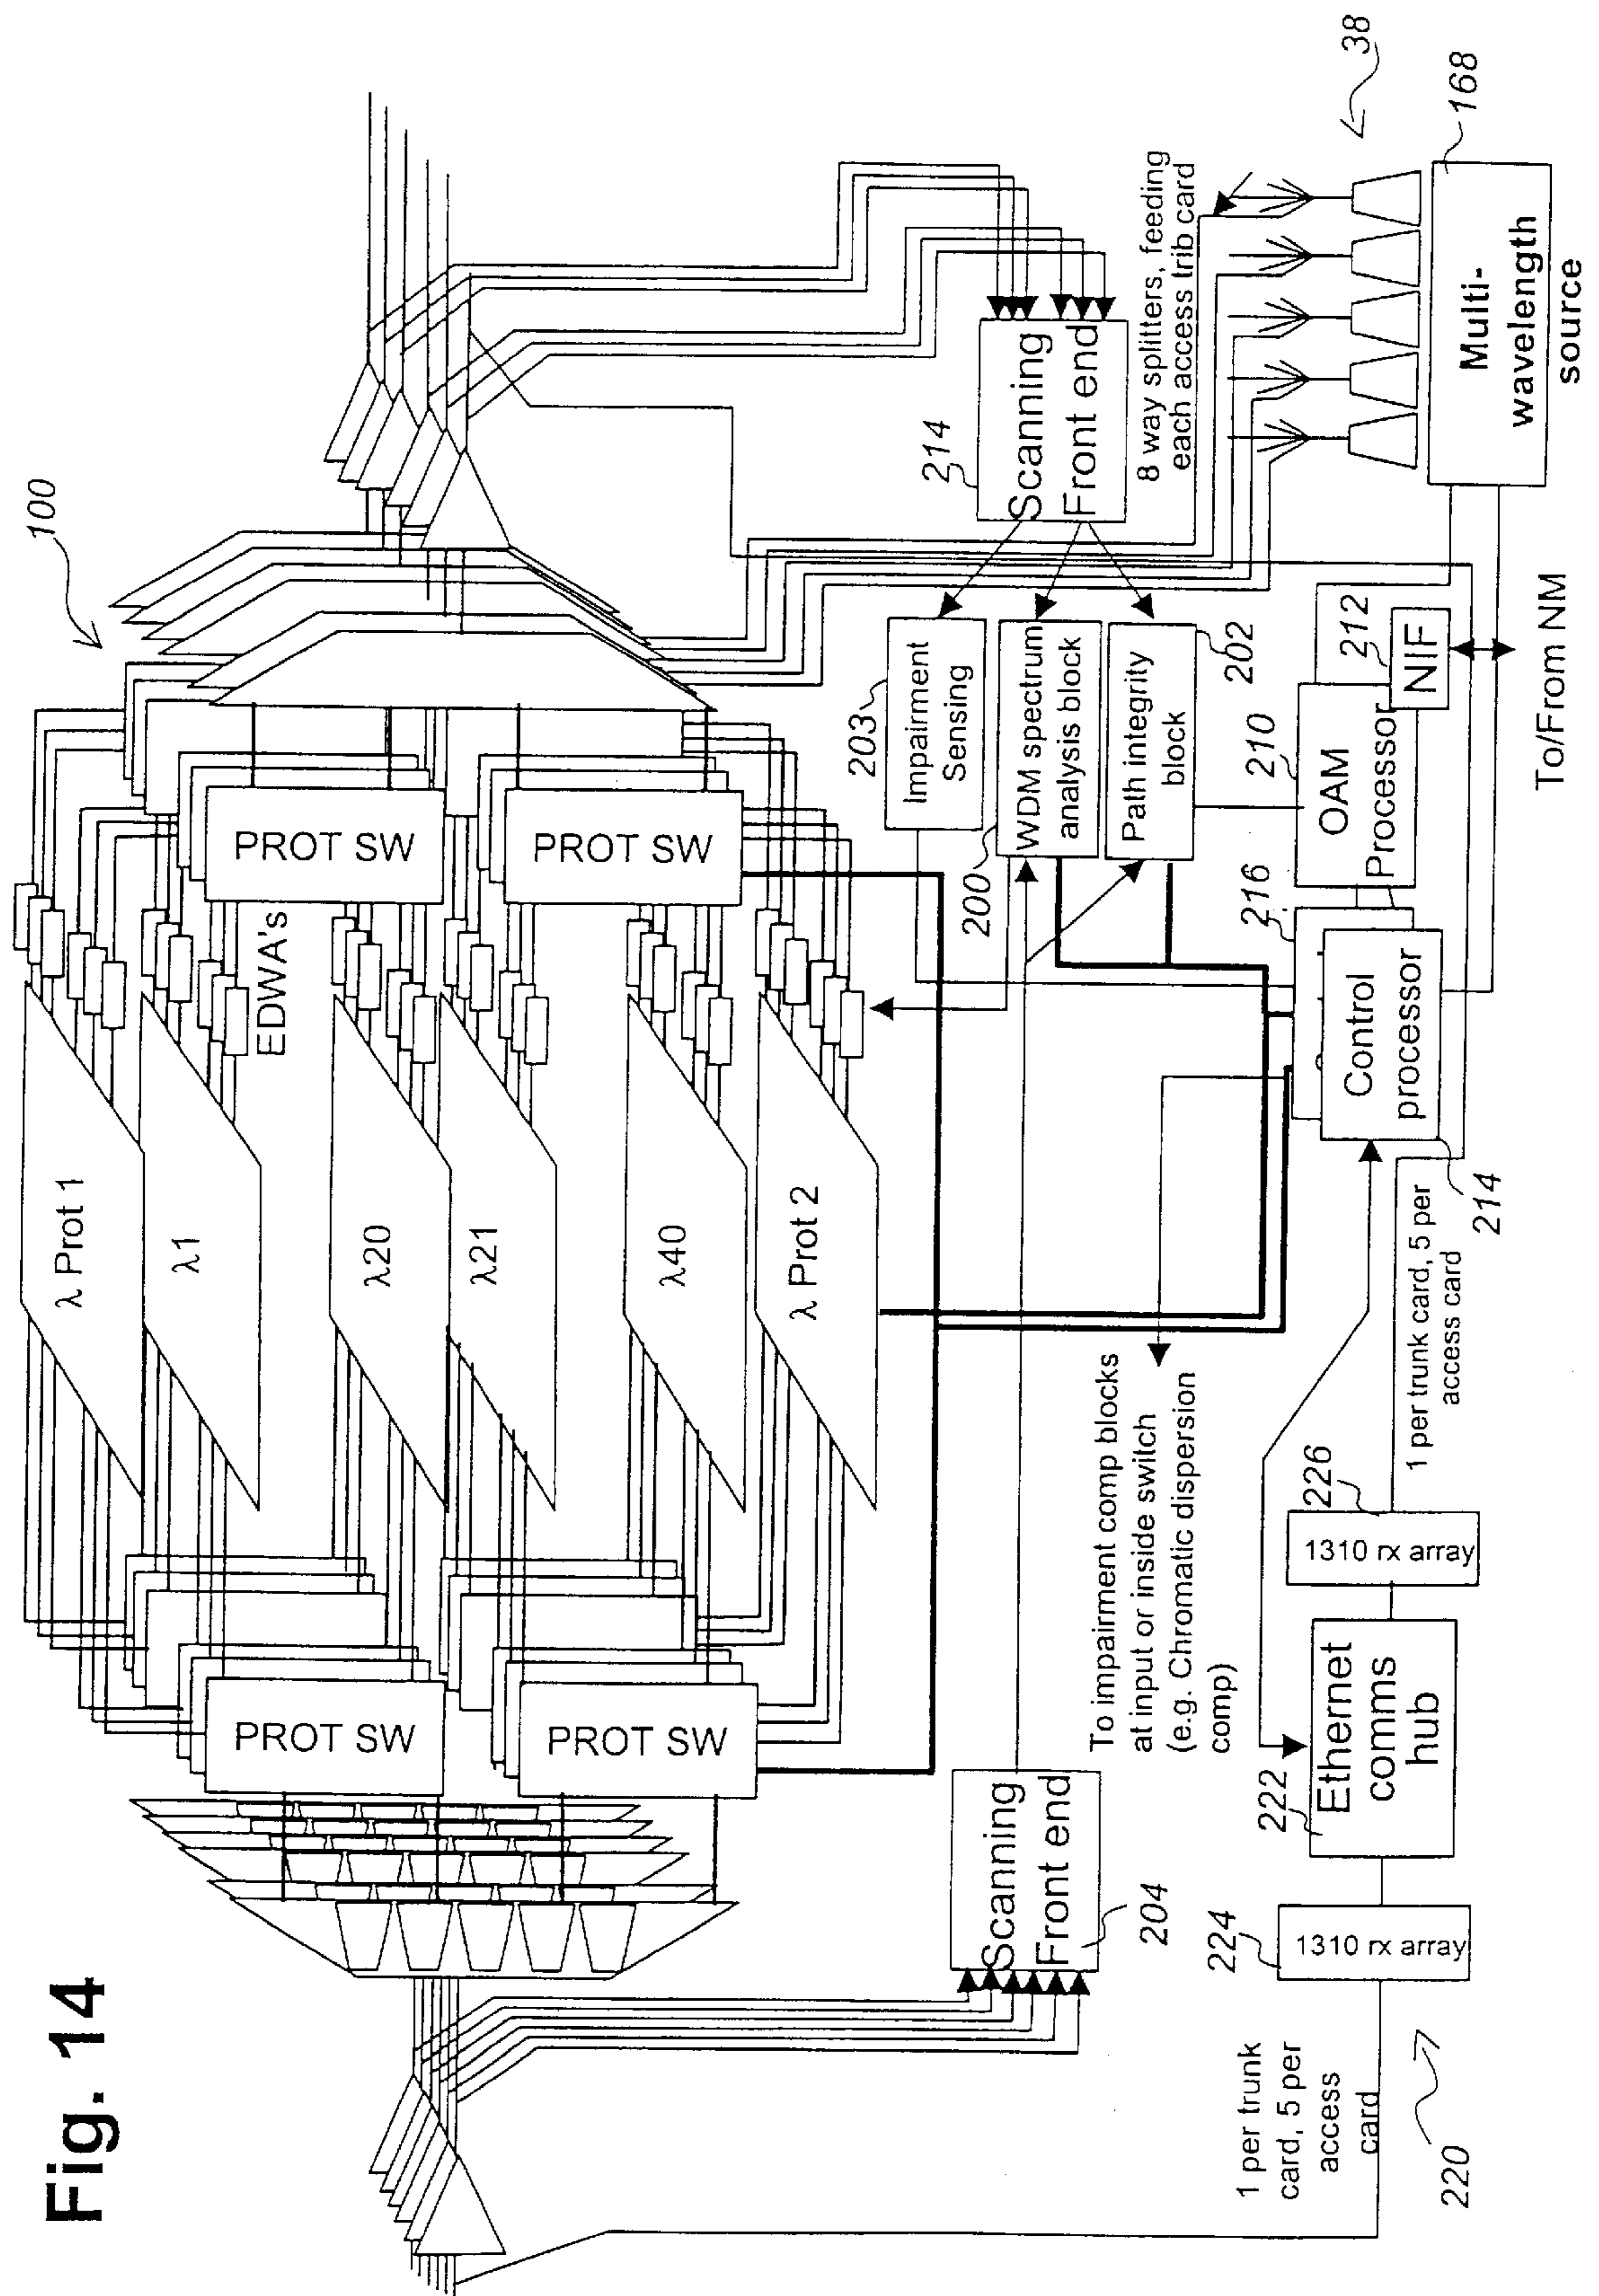 Fig. 14
100
λ Prot 1
λ1
λ20
λ21
λ40
λ Prot 2
EDWA's
PROT SW
PROT SW
PROT SW
PROT SW
Scanning
Front end
204
Scanning
Front end
214
203
Impairment
Sensing
200
WDM spectrum
analysis block
Path integrity
block
202
8 way splitters, feeding
each access trib card
38
168
Multi-
wavelength
source
To impairment comp blocks
at input or inside switch
(e.g. Chromatic dispersion
comp)
216
Control
processor
214
210
OAM
Processor
212
NIF
To/From NM
1 per trunk
card, 5 per
access
card
220
224
1310 rx array
222
Ethernet
comms
hub
226
1310 rx array
1 per trunk card, 5 per
access card